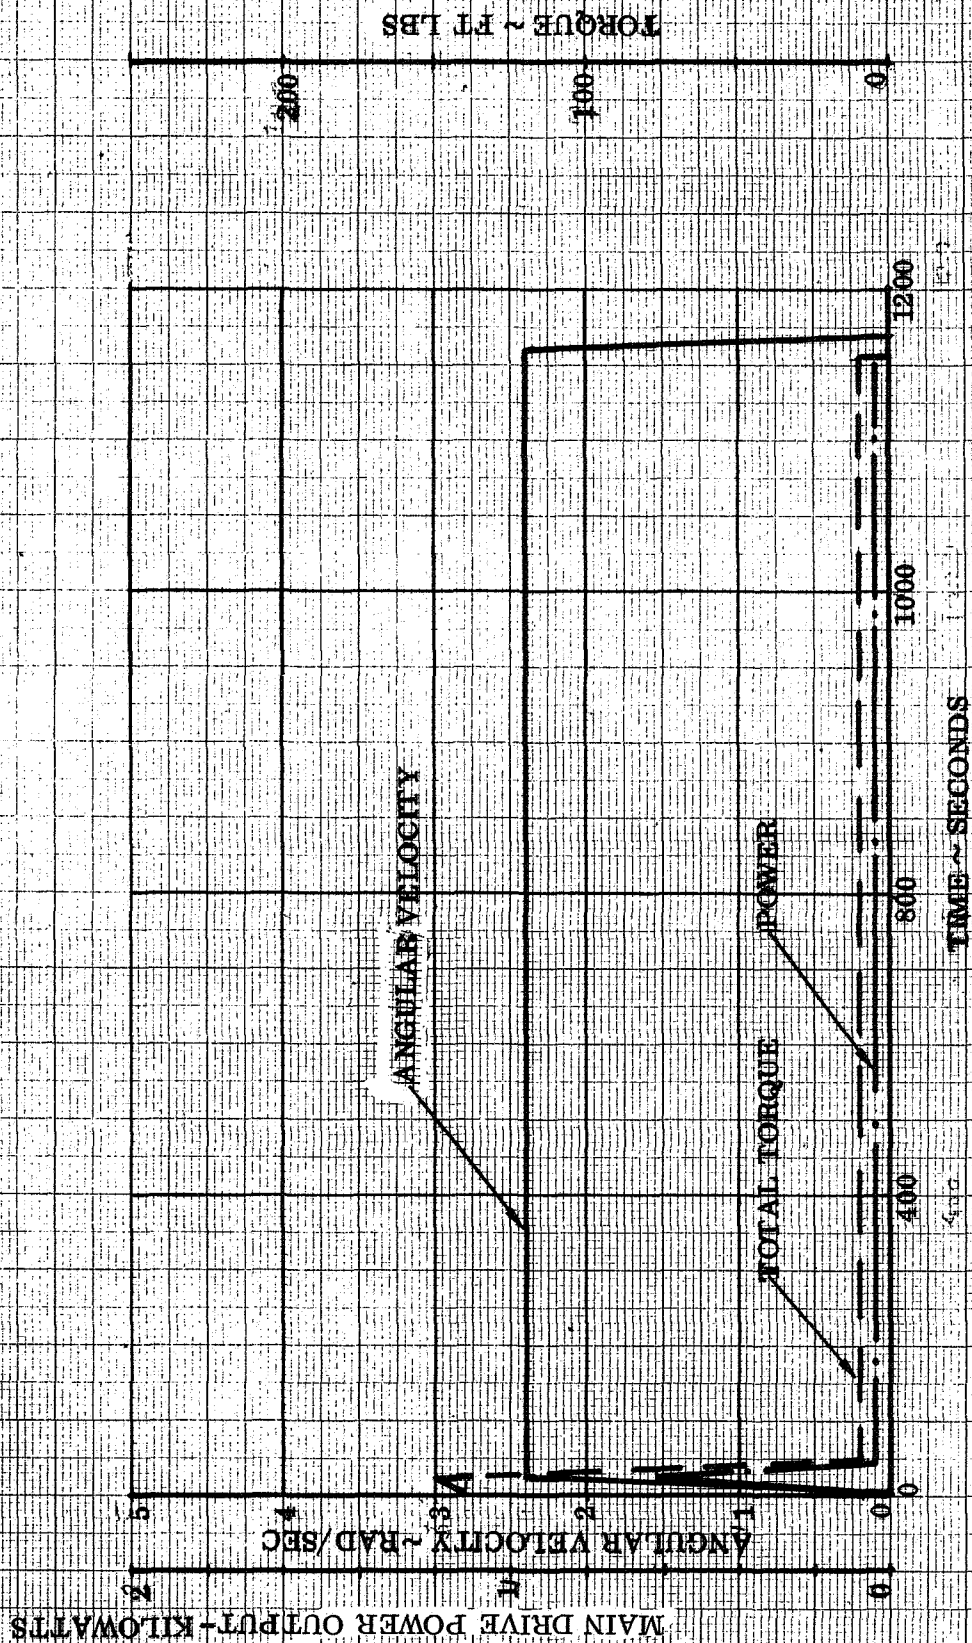 MAIN DRIVE POWER OUTPUT-KILOWATTS
2
1
0
ANGULAR VELOCITY ~ RAD/SEC
5
4
3
2
1
0
ANGULAR VELOCITY
TOTAL TORQUE
POWER
0
400
800
1000
1200
400
TIME ~ SECONDS
200
100
0
TORQUE ~ FT LBS